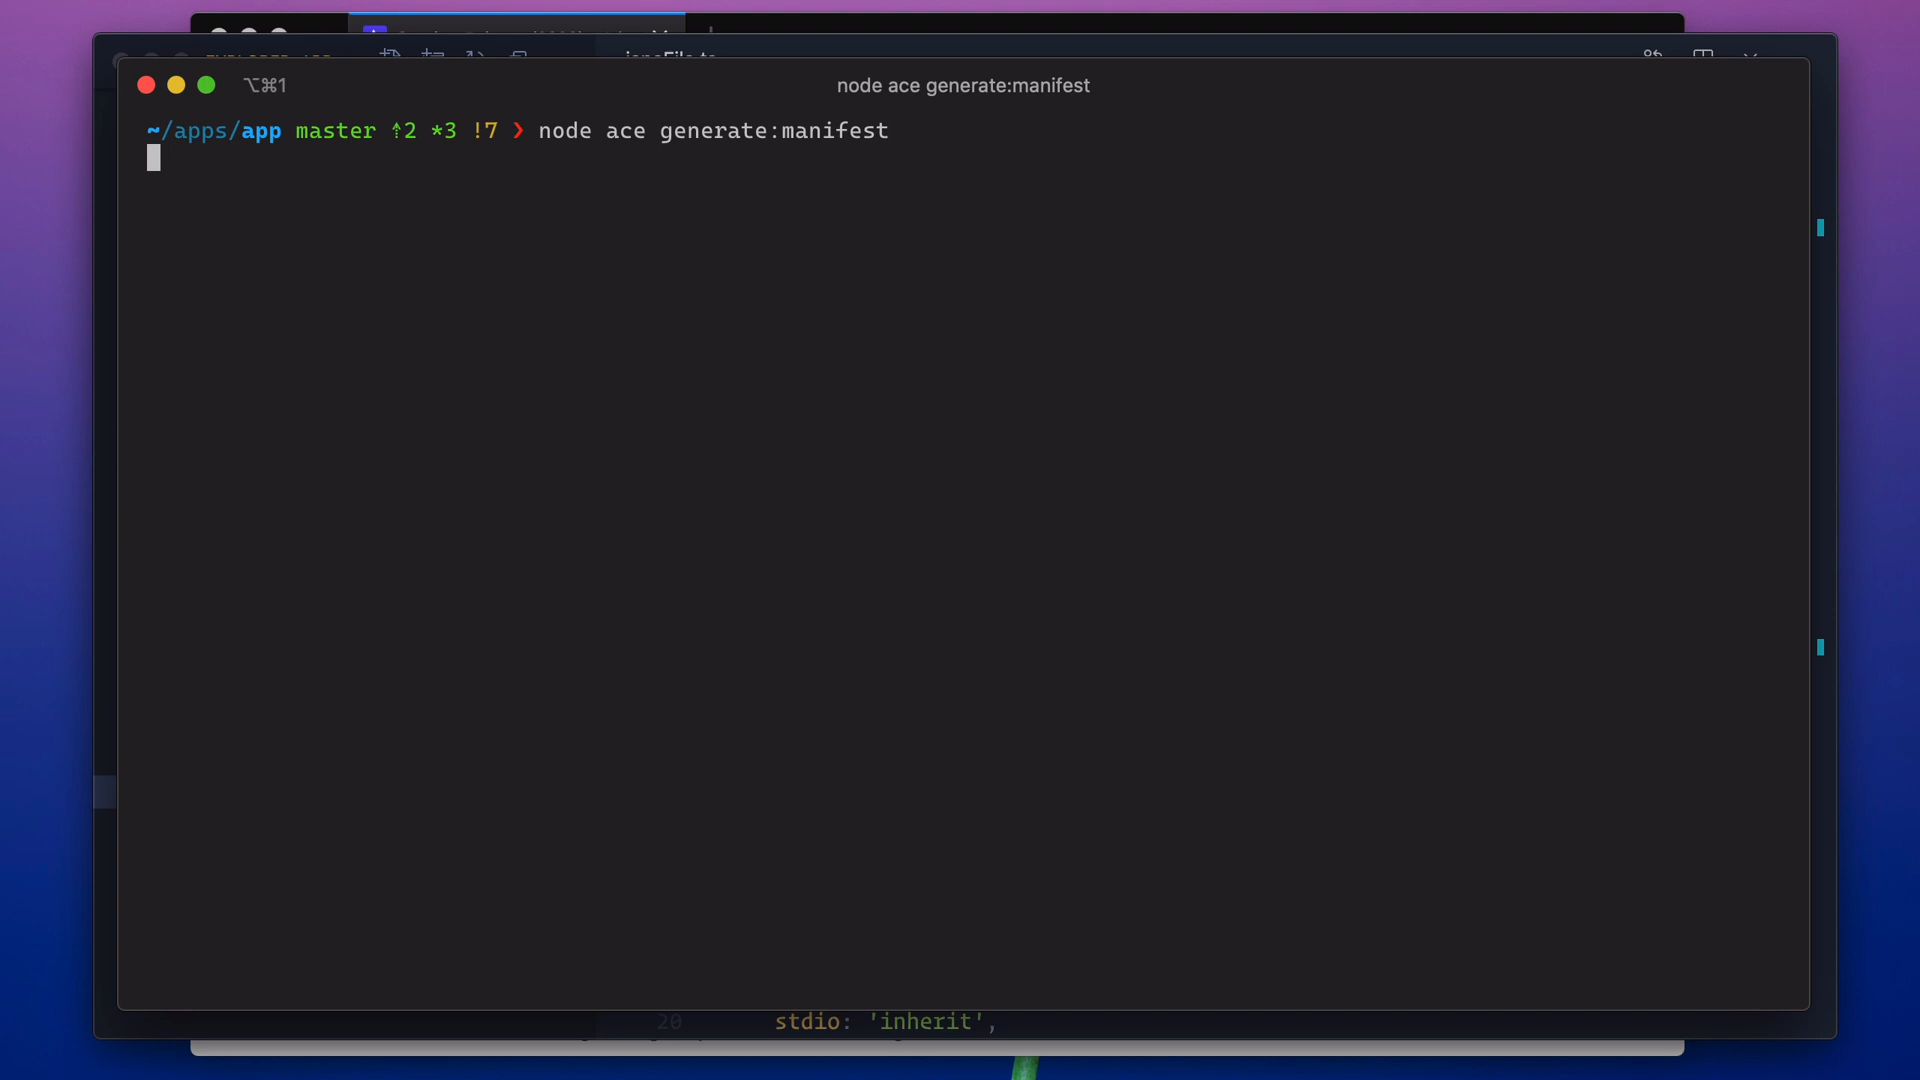 ⌥⌘1
node ace generate:manifest
~/apps/app master ⇡2 *3 !7 ❯ node ace generate:manifest
20 stdio: 'inherit',